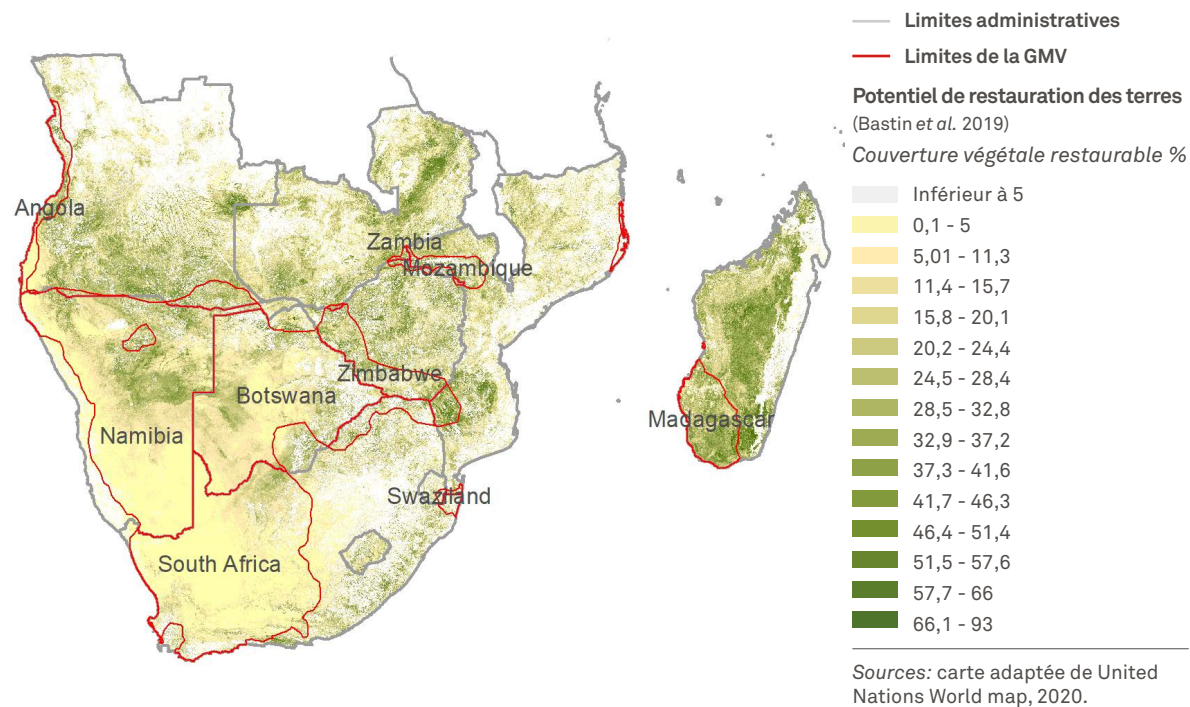 Limites administratives
Limites de la GMV
Potentiel de restauration des terres
(Bastin et al. 2019)
Couverture végétale restaurable %
Inférieur à 5
0,1 - 5
5,01 - 11,3
11,4 - 15,7
15,8 - 20,1
20,2 - 24,4
24,5 - 28,4
28,5 - 32,8
32,9 - 37,2
37,3 - 41,6
41,7 - 46,3
46,4 - 51,4
51,5 - 57,6
57,7 - 66
66,1 - 93
Sources: carte adaptée de United
Nations World map, 2020.
Angola
Zambia
Mozambique
Zimbabwe
Botswana
Namibia
Madagascar
Swaziland
South Africa